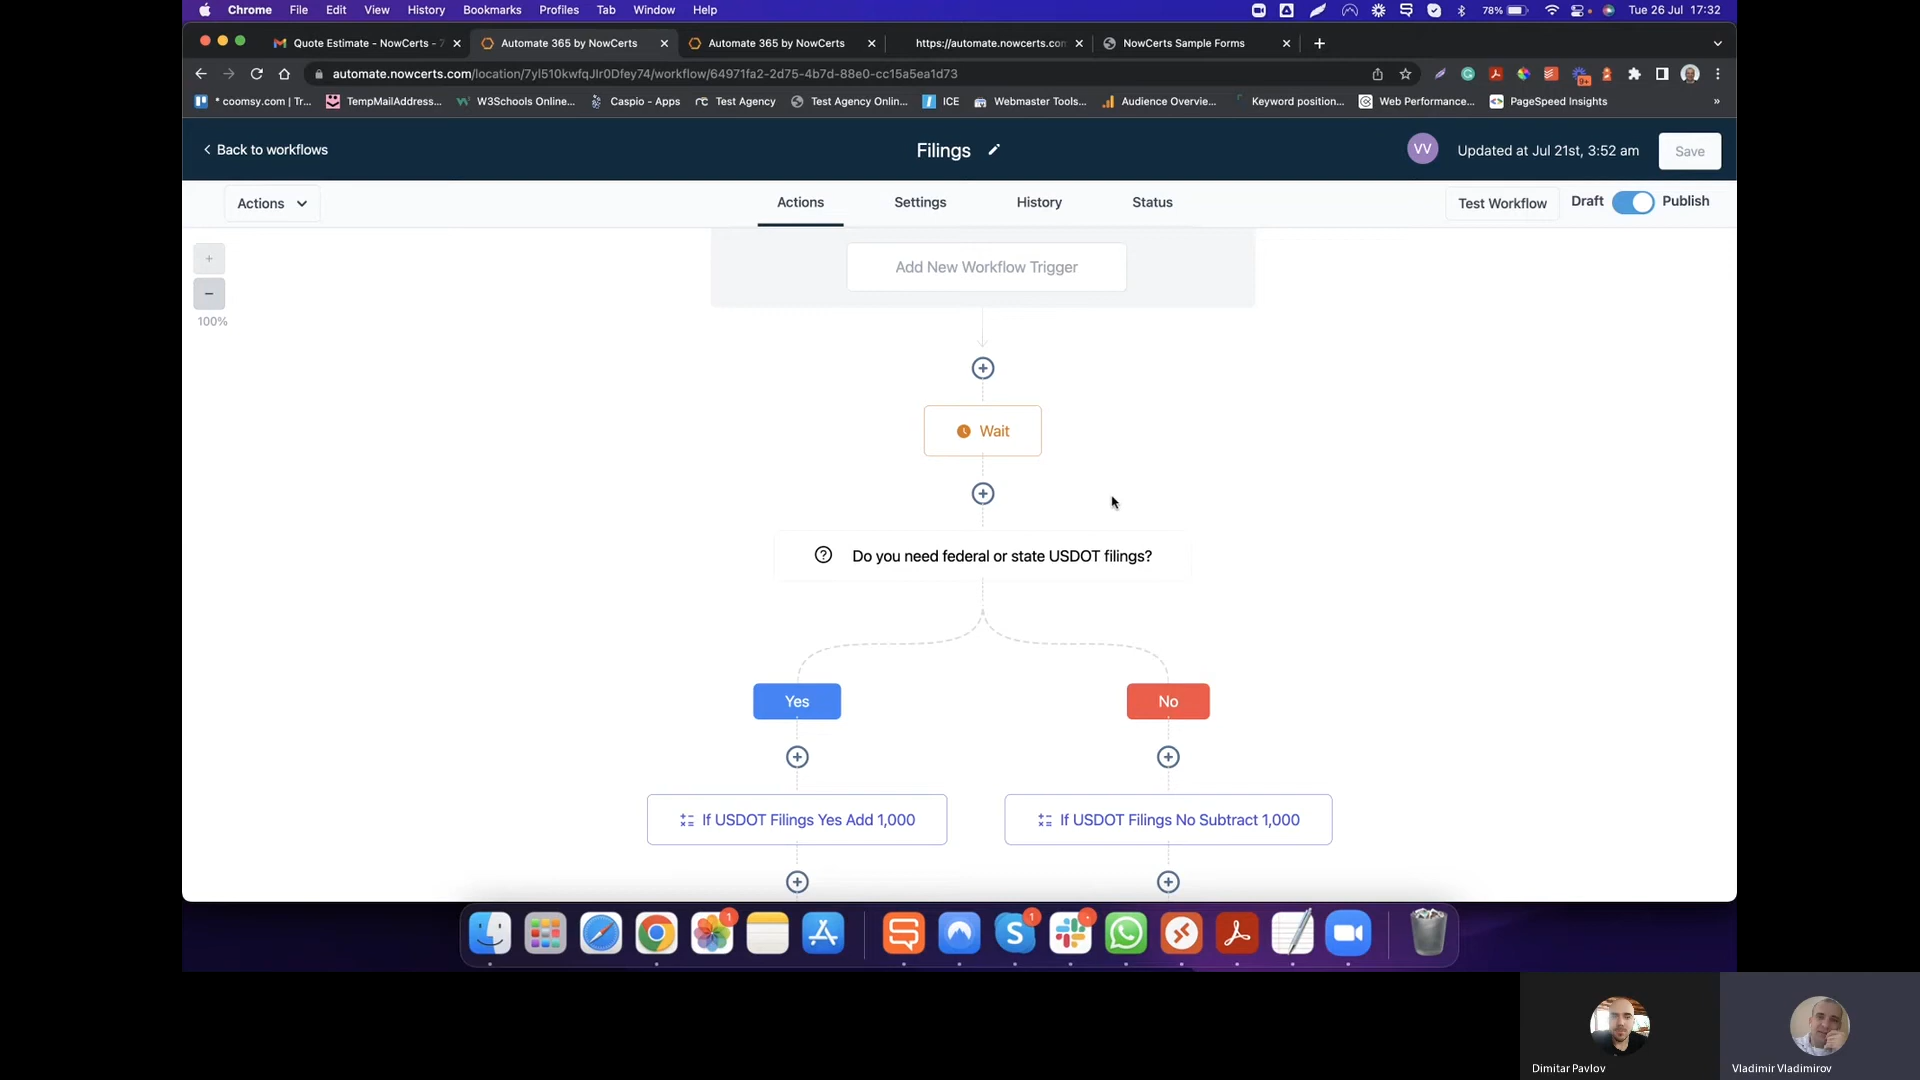 Chrome File Edit View History Bookmarks Profiles Tab Window Help
78% Tue 26 Jul 17:32
Quote Estimate - NowCerts - 7
Automate 365 by NowCerts
Automate 365 by NowCerts
https://automate.nowcerts.com
NowCerts Sample Forms
automate.nowcerts.com/location/7yI510kwfqJIr0Dfey74/workflow/64971fa2-2d75-4b7d-88e0-cc15a5ea1d73
9+
* coomsy.com | Tr...
TempMailAddress...
W3Schools Online...
Caspio - Apps
Test Agency
Test Agency Onlin...
ICE
Webmaster Tools...
Audience Overvie...
Keyword position...
Web Performance...
PageSpeed Insights
»
Back to workflows
Filings
VV
Updated at Jul 21st, 3:52 am
Save
Actions
Actions
Settings
History
Status
Test Workflow
Draft
Publish
+
Add New Workflow Trigger
−
100%
Wait
Do you need federal or state USDOT filings?
Yes
No
If USDOT Filings Yes Add 1,000
If USDOT Filings No Subtract 1,000
1
1
Dimitar Pavlov
Vladimir Vladimirov